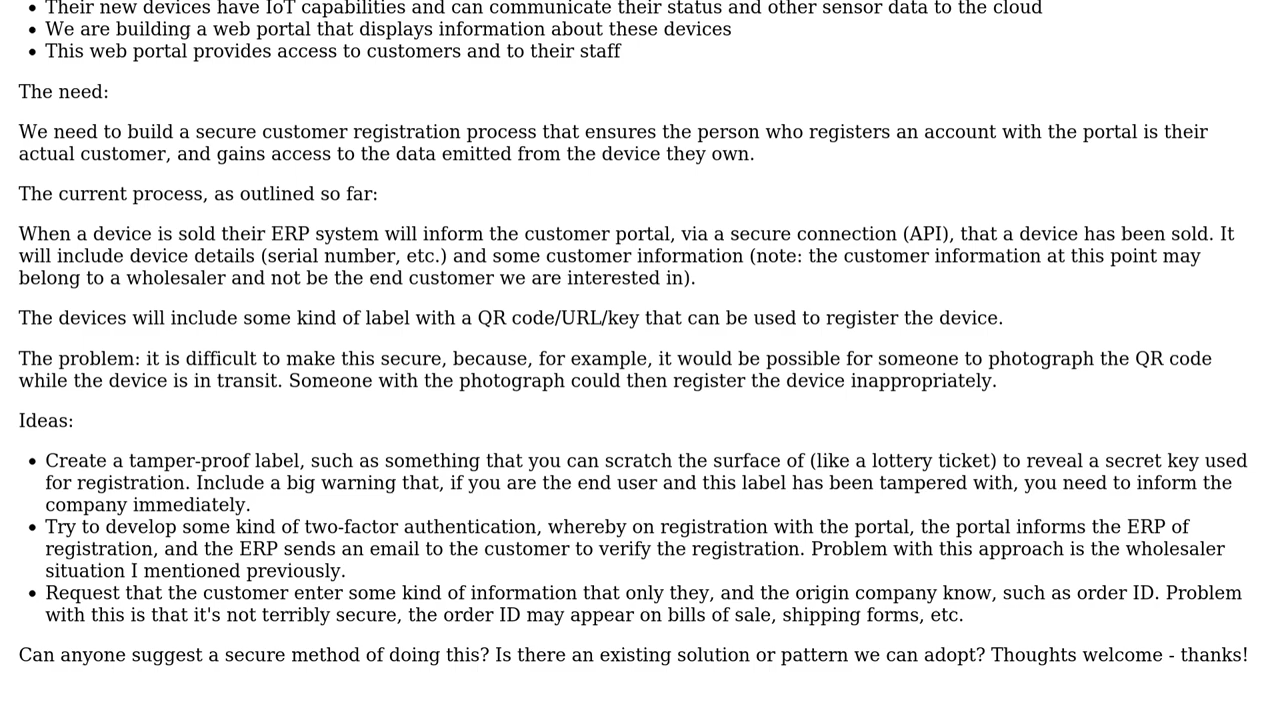 Their new devices have IoT capabilities and can communicate their status and other sensor data to the cloud
We are building a web portal that displays information about these devices
This web portal provides access to customers and to their staff
The need:
We need to build a secure customer registration process that ensures the person who registers an account with the portal is their
actual customer, and gains access to the data emitted from the device they own.
The current process, as outlined so far:
When a device is sold their ERP system will inform the customer portal, via a secure connection (API), that a device has been sold. It
will include device details (serial number, etc.) and some customer information (note: the customer information at this point may
belong to a wholesaler and not be the end customer we are interested in).
The devices will include some kind of label with a QR code/URL/key that can be used to register the device.
The problem: it is difficult to make this secure, because, for example, it would be possible for someone to photograph the QR code
while the device is in transit. Someone with the photograph could then register the device inappropriately.
Ideas:
Create a tamper-proof label, such as something that you can scratch the surface of (like a lottery ticket) to reveal a secret key used
for registration. Include a big warning that, if you are the end user and this label has been tampered with, you need to inform the
company immediately.
Try to develop some kind of two-factor authentication, whereby on registration with the portal, the portal informs the ERP of
registration, and the ERP sends an email to the customer to verify the registration. Problem with this approach is the wholesaler
situation I mentioned previously.
Request that the customer enter some kind of information that only they, and the origin company know, such as order ID. Problem
with this is that it's not terribly secure, the order ID may appear on bills of sale, shipping forms, etc.
Can anyone suggest a secure method of doing this? Is there an existing solution or pattern we can adopt? Thoughts welcome - thanks!